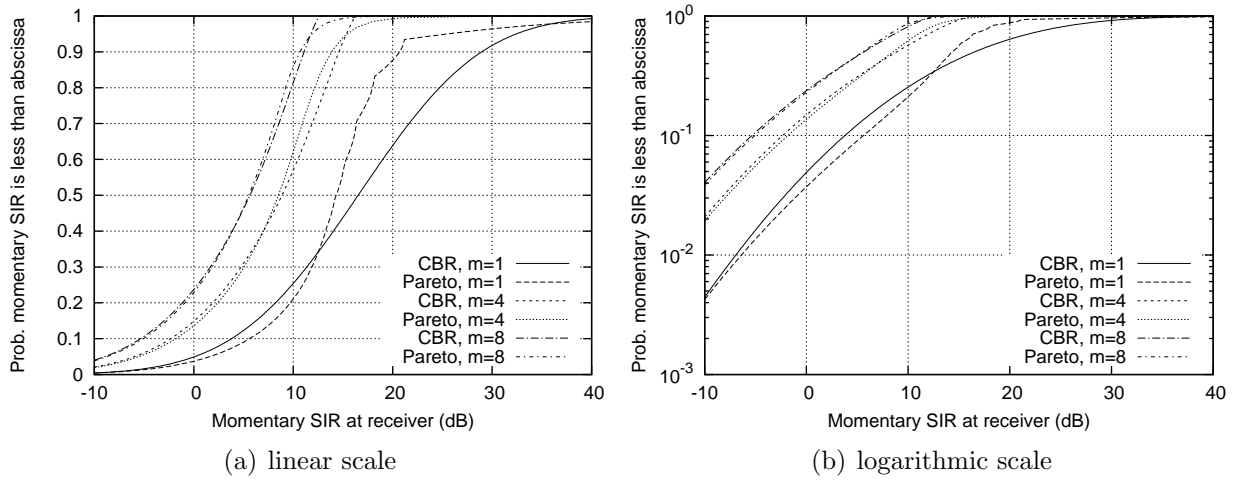 Prob. momentary SIR is less than abscissa
1
0.9
0.8
0.7
0.6
0.5
0.4
0.3
0.2
0.1
0
-10
0
10
20
30
40
CBR, m=1
Pareto, m=1
CBR, m=4
Pareto, m=4
CBR, m=8
Pareto, m=8
Momentary SIR at receiver (dB)
(a) linear scale
Prob. momentary SIR is less than abscissa
10^0
10^-1
10^-2
10^-3
-10
0
10
20
30
40
CBR, m=1
Pareto, m=1
CBR, m=4
Pareto, m=4
CBR, m=8
Pareto, m=8
Momentary SIR at receiver (dB)
(b) logarithmic scale